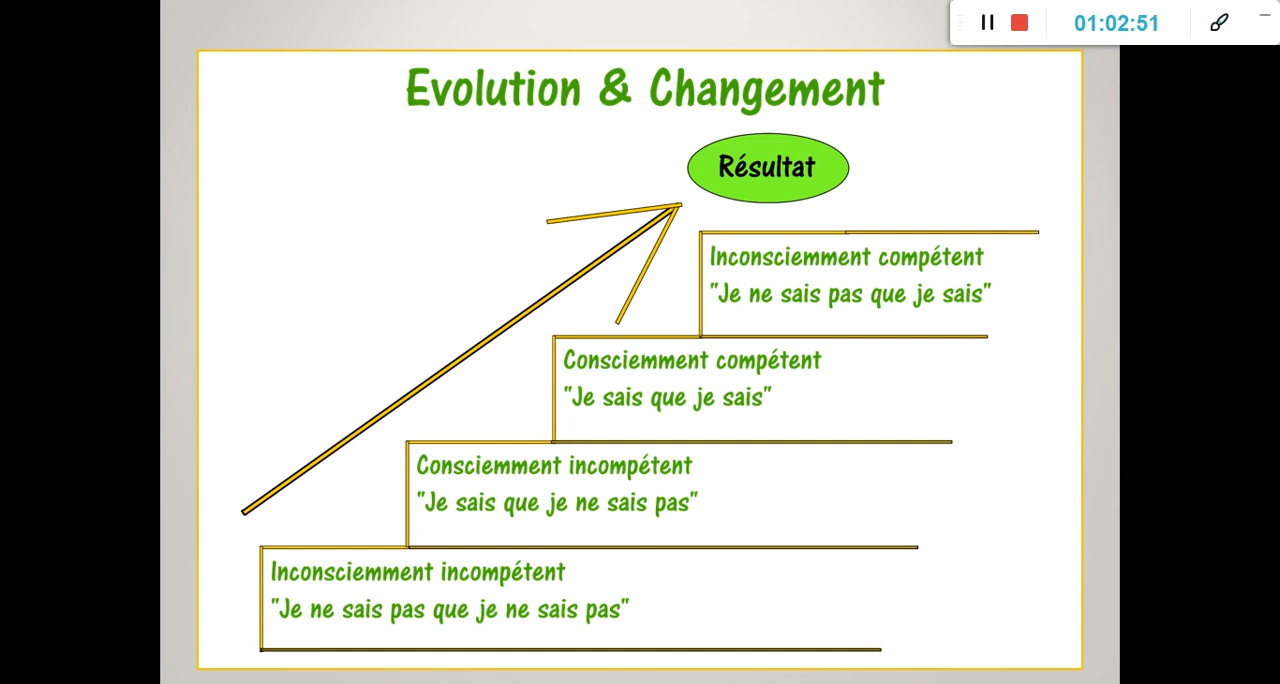 01:02:51
Evolution & Changement
Résultat
Inconsciemment compétent
"Je ne sais pas que je sais"
Consciemment compétent
"Je sais que je sais"
Consciemment incompétent
"Je sais que je ne sais pas"
Inconsciemment incompétent
"Je ne sais pas que je ne sais pas"